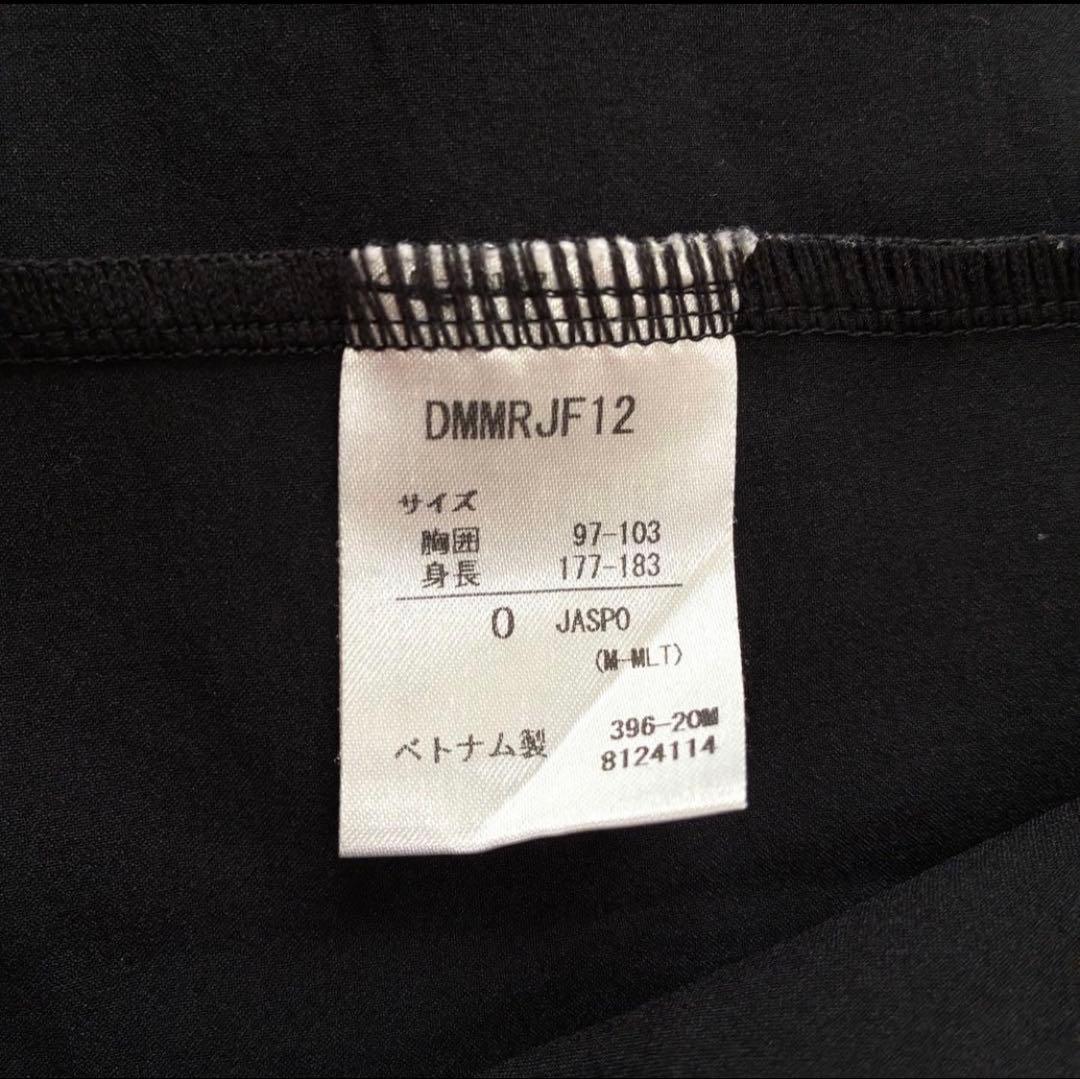 DMMRJF12
サイズ
胸囲 97-103
身長 177-183
O JASPO
(M-MLT)
ベトナム製 396-20M
8124114